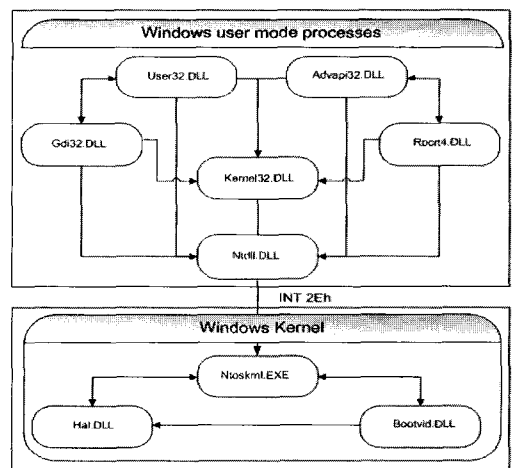 Windows user mode processes
User32.DLL
Advapi32.DLL
Gdi32.DLL
Rpcrt4.DLL
Kernel32.DLL
Ntdll.DLL
INT 2Eh
Windows Kernel
Ntoskrnl.EXE
Hal.DLL
Bootvid.DLL